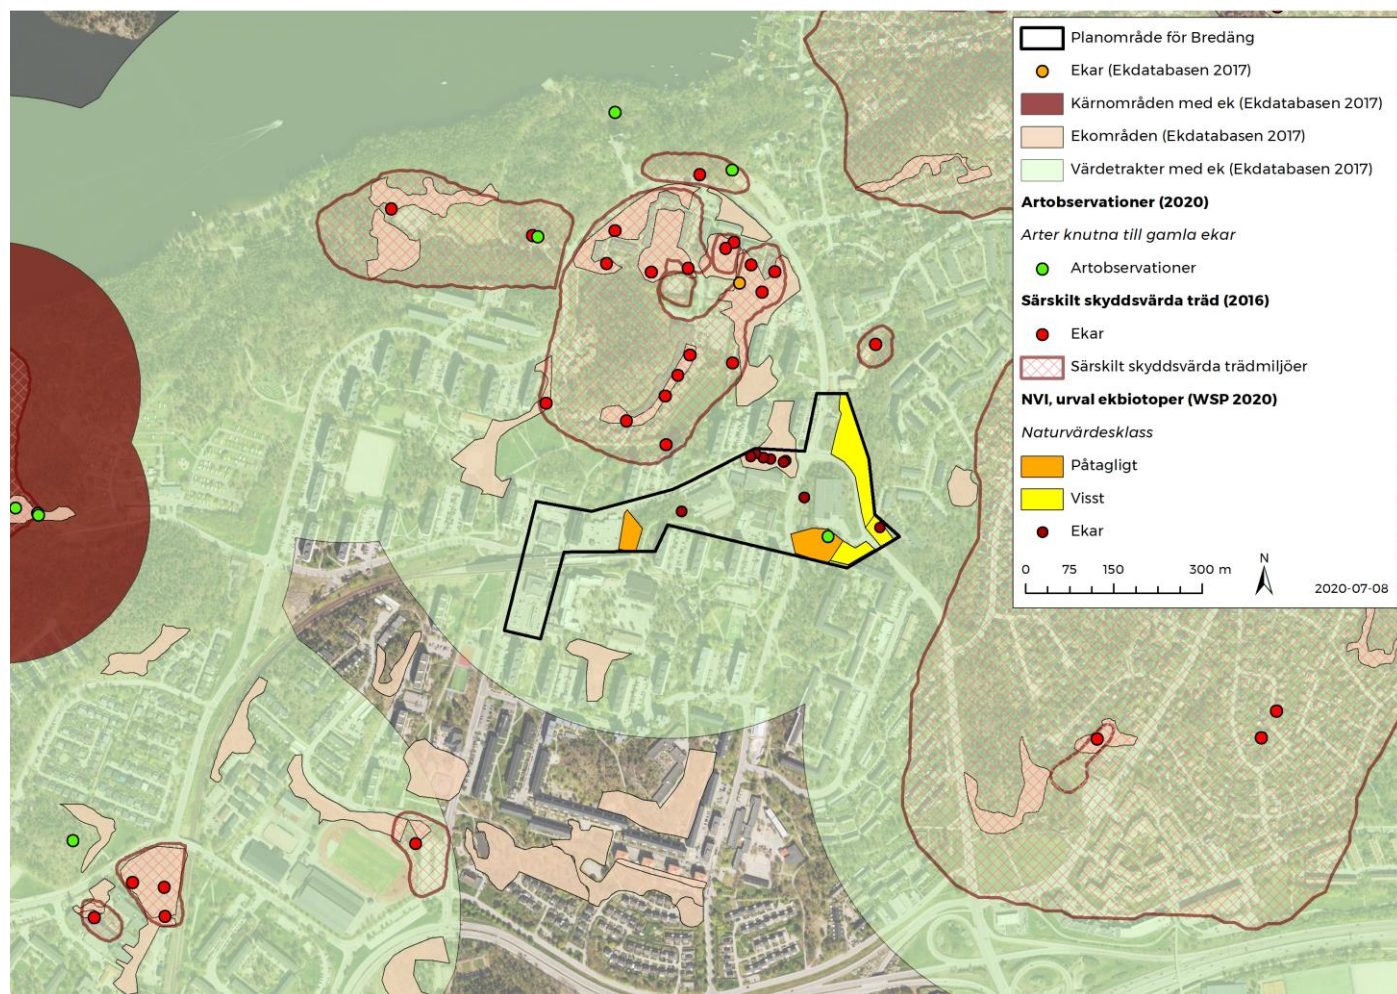 Planområde för Bredäng
Ekar (Ekdatabasen 2017)
Kärnområden med ek (Ekdatabasen 2017)
Ekområden (Ekdatabasen 2017)
Värdetrakter med ek (Ekdatabasen 2017)
Artobservationer (2020)
Arter knutna till gamla ekar
Artobservationer
Särskilt skyddsvärda träd (2016)
Ekar
Särskilt skyddsvärda trädmiljöer
NVI, urval ekbiotoper (WSP 2020)
Naturvärdesklass
Påtagligt
Visst
Ekar
0 75 150 300 m
N
2020-07-08